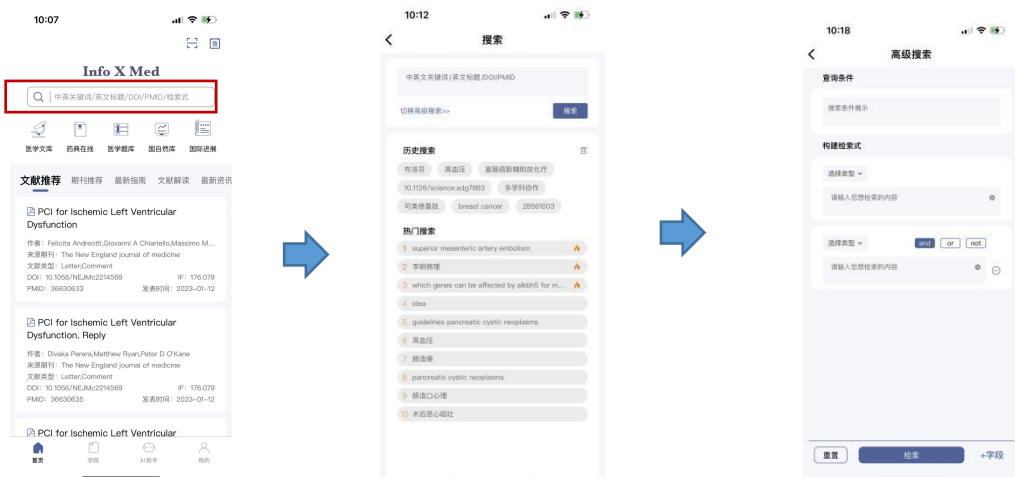 10:07
Info X Med
中英关键词/英文标题/DOI/PMID/检索式
医学文库 药典在线 医学题库 国自然库 国际进展
文献推荐 期刊推荐 最新指南 文献解读 最新资讯
PCI for Ischemic Left Ventricular
Dysfunction
作者：Felicita Andreotti,Giovanni A Chiariello,Massimo M...
来源期刊：The New England journal of medicine
文献类型：Letter;Comment
DOI: 10.1056/NEJMc2214569 IF: 176.079
PMID: 36630633 发表时间：2023-01-12
PCI for Ischemic Left Ventricular
Dysfunction. Reply
作者：Divaka Perera,Matthew Ryan,Peter D O'Kane
来源期刊：The New England journal of medicine
文献类型：Letter;Comment
DOI: 10.1056/NEJMc2214569 IF: 176.079
PMID: 36630635 发表时间：2023-01-12
PCI for Ischemic Left Ventricular
首页 学院 AI助手 我的
10:12
搜索
中英文关键词/英文标题/DOI/PMID
切换高级搜索>> 搜索
历史搜索
布洛芬 高血压 直肠癌新辅助放化疗
10.1126/science.adg7883 多学科协作
司美格鲁肽 breast cancer 28561003
热门搜索
1 superior mesenteric artery embolism
2 李明病理
3 which genes can be affected by alkbh5 for m...
4 idea
5 guidelines pancreatic cystic neoplasms
6 高血压
7 肠造瘘
8 pancreatic cystic neoplasms
9 肠造口心理
10 术后恶心呕吐
10:18
高级搜索
查询条件
搜索条件展示
构建检索式
选择类型
请输入您想检索的内容
选择类型 and or not
请输入您想检索的内容
重置 检索 +字段